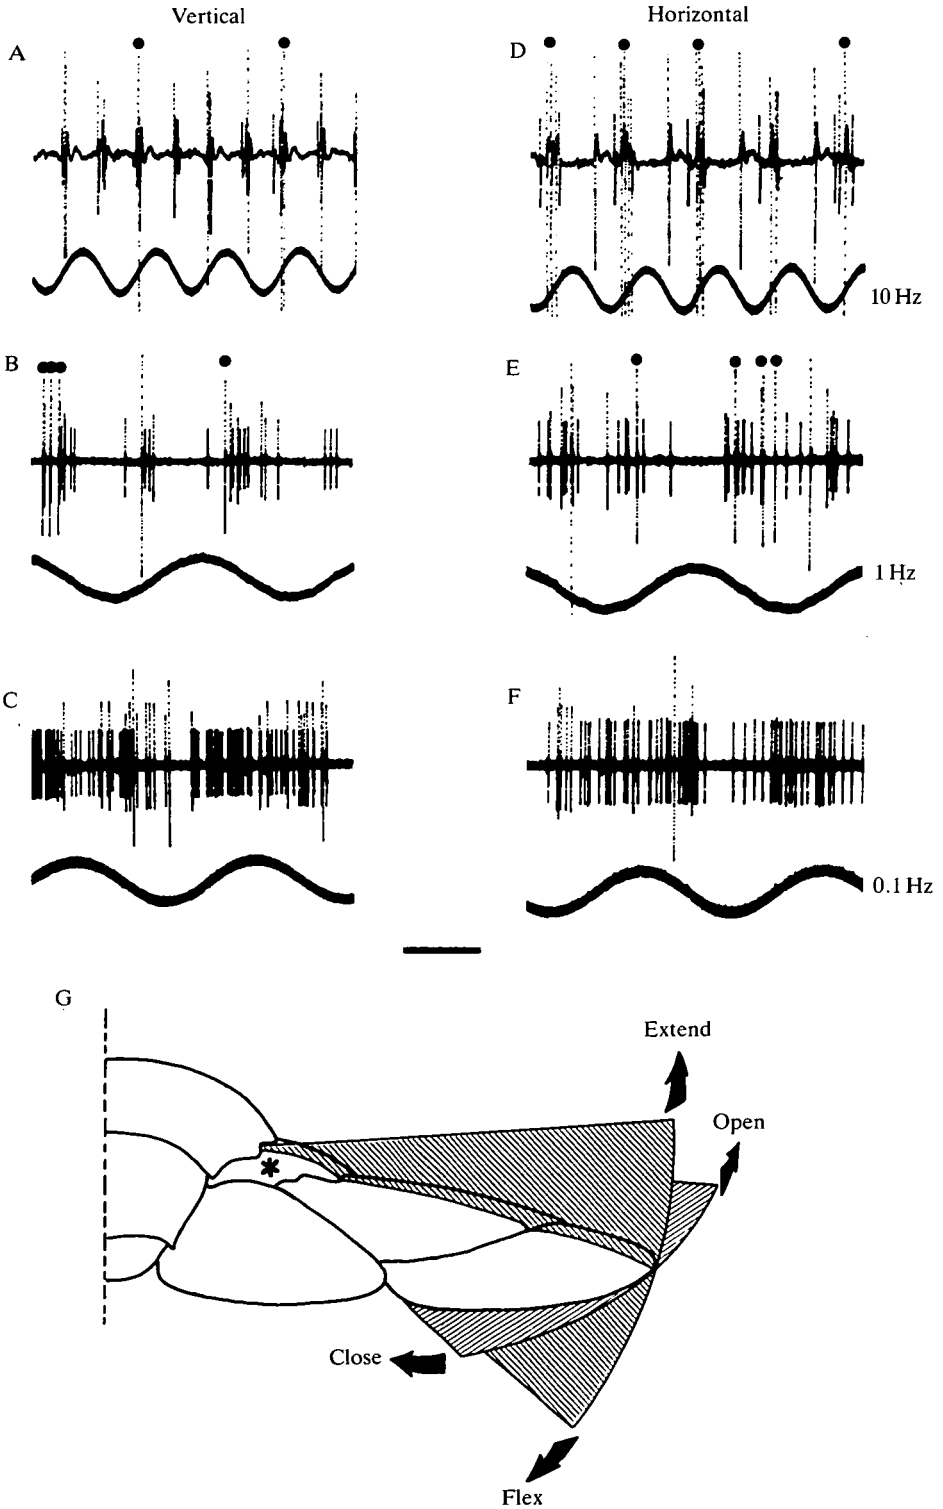 Vertical
Horizontal
A
D
10 Hz
B
E
1 Hz
C
F
0.1 Hz
G
Extend
Open
*
Close
Flex